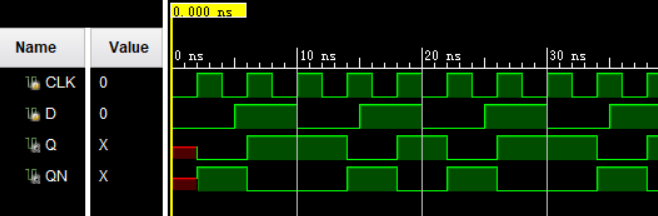 0.000 ns
Name Value
0 ns 10 ns 20 ns 30 ns
CLK 0
D 0
Q X
QN X